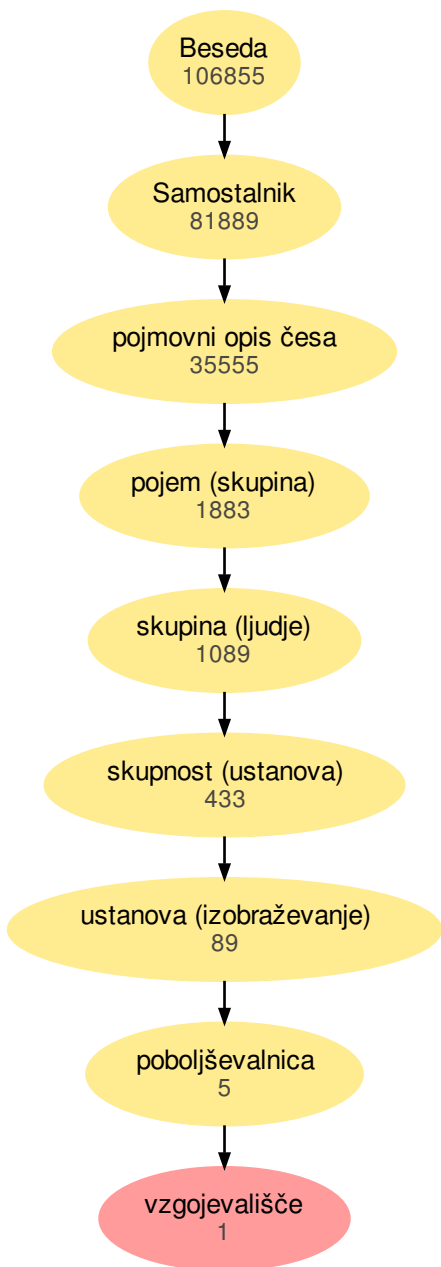 Beseda
106855
Samostalnik
81889
pojmovni opis česa
35555
pojem (skupina)
1883
skupina (ljudje)
1089
skupnost (ustanova)
433
ustanova (izobraževanje)
89
poboljševalnica
5
vzgojevališče
1